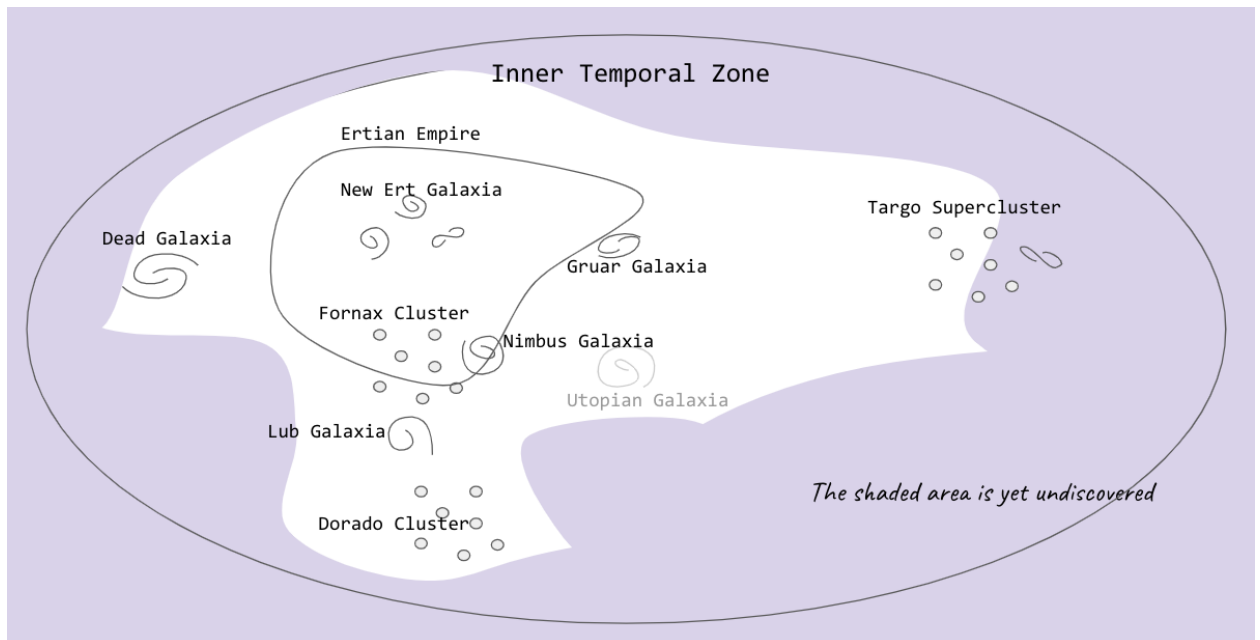 Inner Temporal Zone
Ertian Empire
New Ert Galaxia
Targo Supercluster
Dead Galaxia
Gruar Galaxia
Fornax Cluster
Nimbus Galaxia
Utopian Galaxia
Lub Galaxia
The shaded area is yet undiscovered
Dorado Cluster